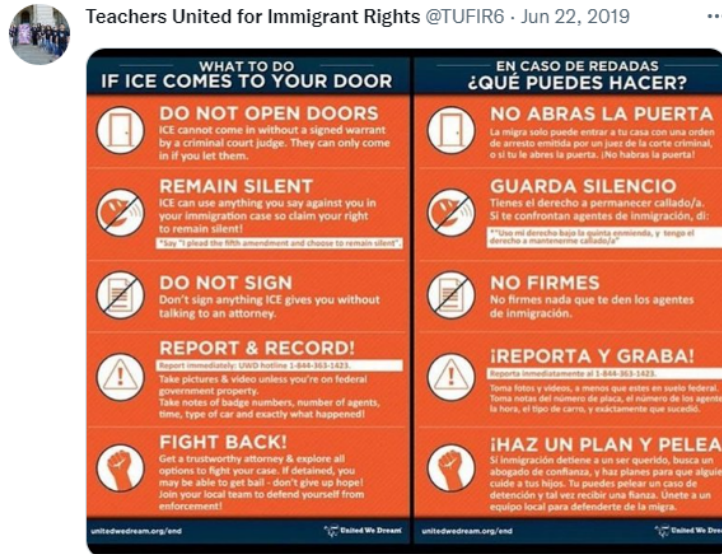 Teachers United for Immigrant Rights @TUFIR6 · Jun 22, 2019
WHAT TO DO
IF ICE COMES TO YOUR DOOR
DO NOT OPEN DOORS
ICE cannot come in without a signed warrant
by a criminal court judge. They can only come
in if you let them.
REMAIN SILENT
ICE can use anything you say against you in
your immigration case so claim your right
to remain silent!
*Say "I plead the fifth amendment and choose to remain silent".
DO NOT SIGN
Don't sign anything ICE gives you without
talking to an attorney.
REPORT & RECORD!
Report immediately: UWD hotline 1-844-363-1423.
Take pictures & video unless you're on federal
government property.
Take notes of badge numbers, number of agents,
time, type of car and exactly what happened!
FIGHT BACK!
Get a trustworthy attorney & explore all
options to fight your case. If detained, you
may be able to get bail - don't give up hope!
Join your local team to defend yourself from
enforcement!
unitedwedream.org/end
United We Dream
EN CASO DE REDADAS
¿QUÉ PUEDES HACER?
NO ABRAS LA PUERTA
La migra solo puede entrar a tu casa con una orden
de arresto emitida por un juez de la corte criminal,
o si tu le abres la puerta. ¡No habras la puerta!
GUARDA SILENCIO
Tienes el derecho a permanecer callado/a.
Si te confrontan agentes de inmigración, di:
*"Uso mi derecho bajo la quinta enmienda, y tengo el
derecho a mantenerme callado/a"
NO FIRMES
No firmes nada que te den los agentes
de inmigración.
¡REPORTA Y GRABA!
Reporta inmediatamente al 1-844-363-1423.
Toma fotos y videos, a menos que estes en suelo federal.
Toma notas del número de placa, el número de los agente
la hora, el tipo de carro, y exáctamente que sucedió.
¡HAZ UN PLAN Y PELEA
Si inmigración detiene a un ser querido, busca un
abogado de confianza, y haz planes para que alguie
cuide a tus hijos. Tu puedes pelear un caso de
detención y tal vez recibir una fianza. Únete a un
equipo local para defenderte de la migra.
unitedwedream.org/end
United We Dream